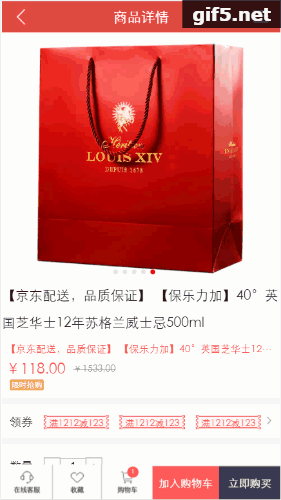 商品详情
gif5.net
Héritier
LOUIS XIV
DEPUIS 1678
【京东配送，品质保证】 【保乐力加】40°英
国芝华士12年苏格兰威士忌500ml
【京东配送，品质保证】 【保乐力加】40°英国芝华士12···
￥118.00 ￥1533.00
限时抢购
领券 满1212减123 满1212减123 满1212减123
数量 1
在线客服 收藏 购物车 1 加入购物车 立即购买